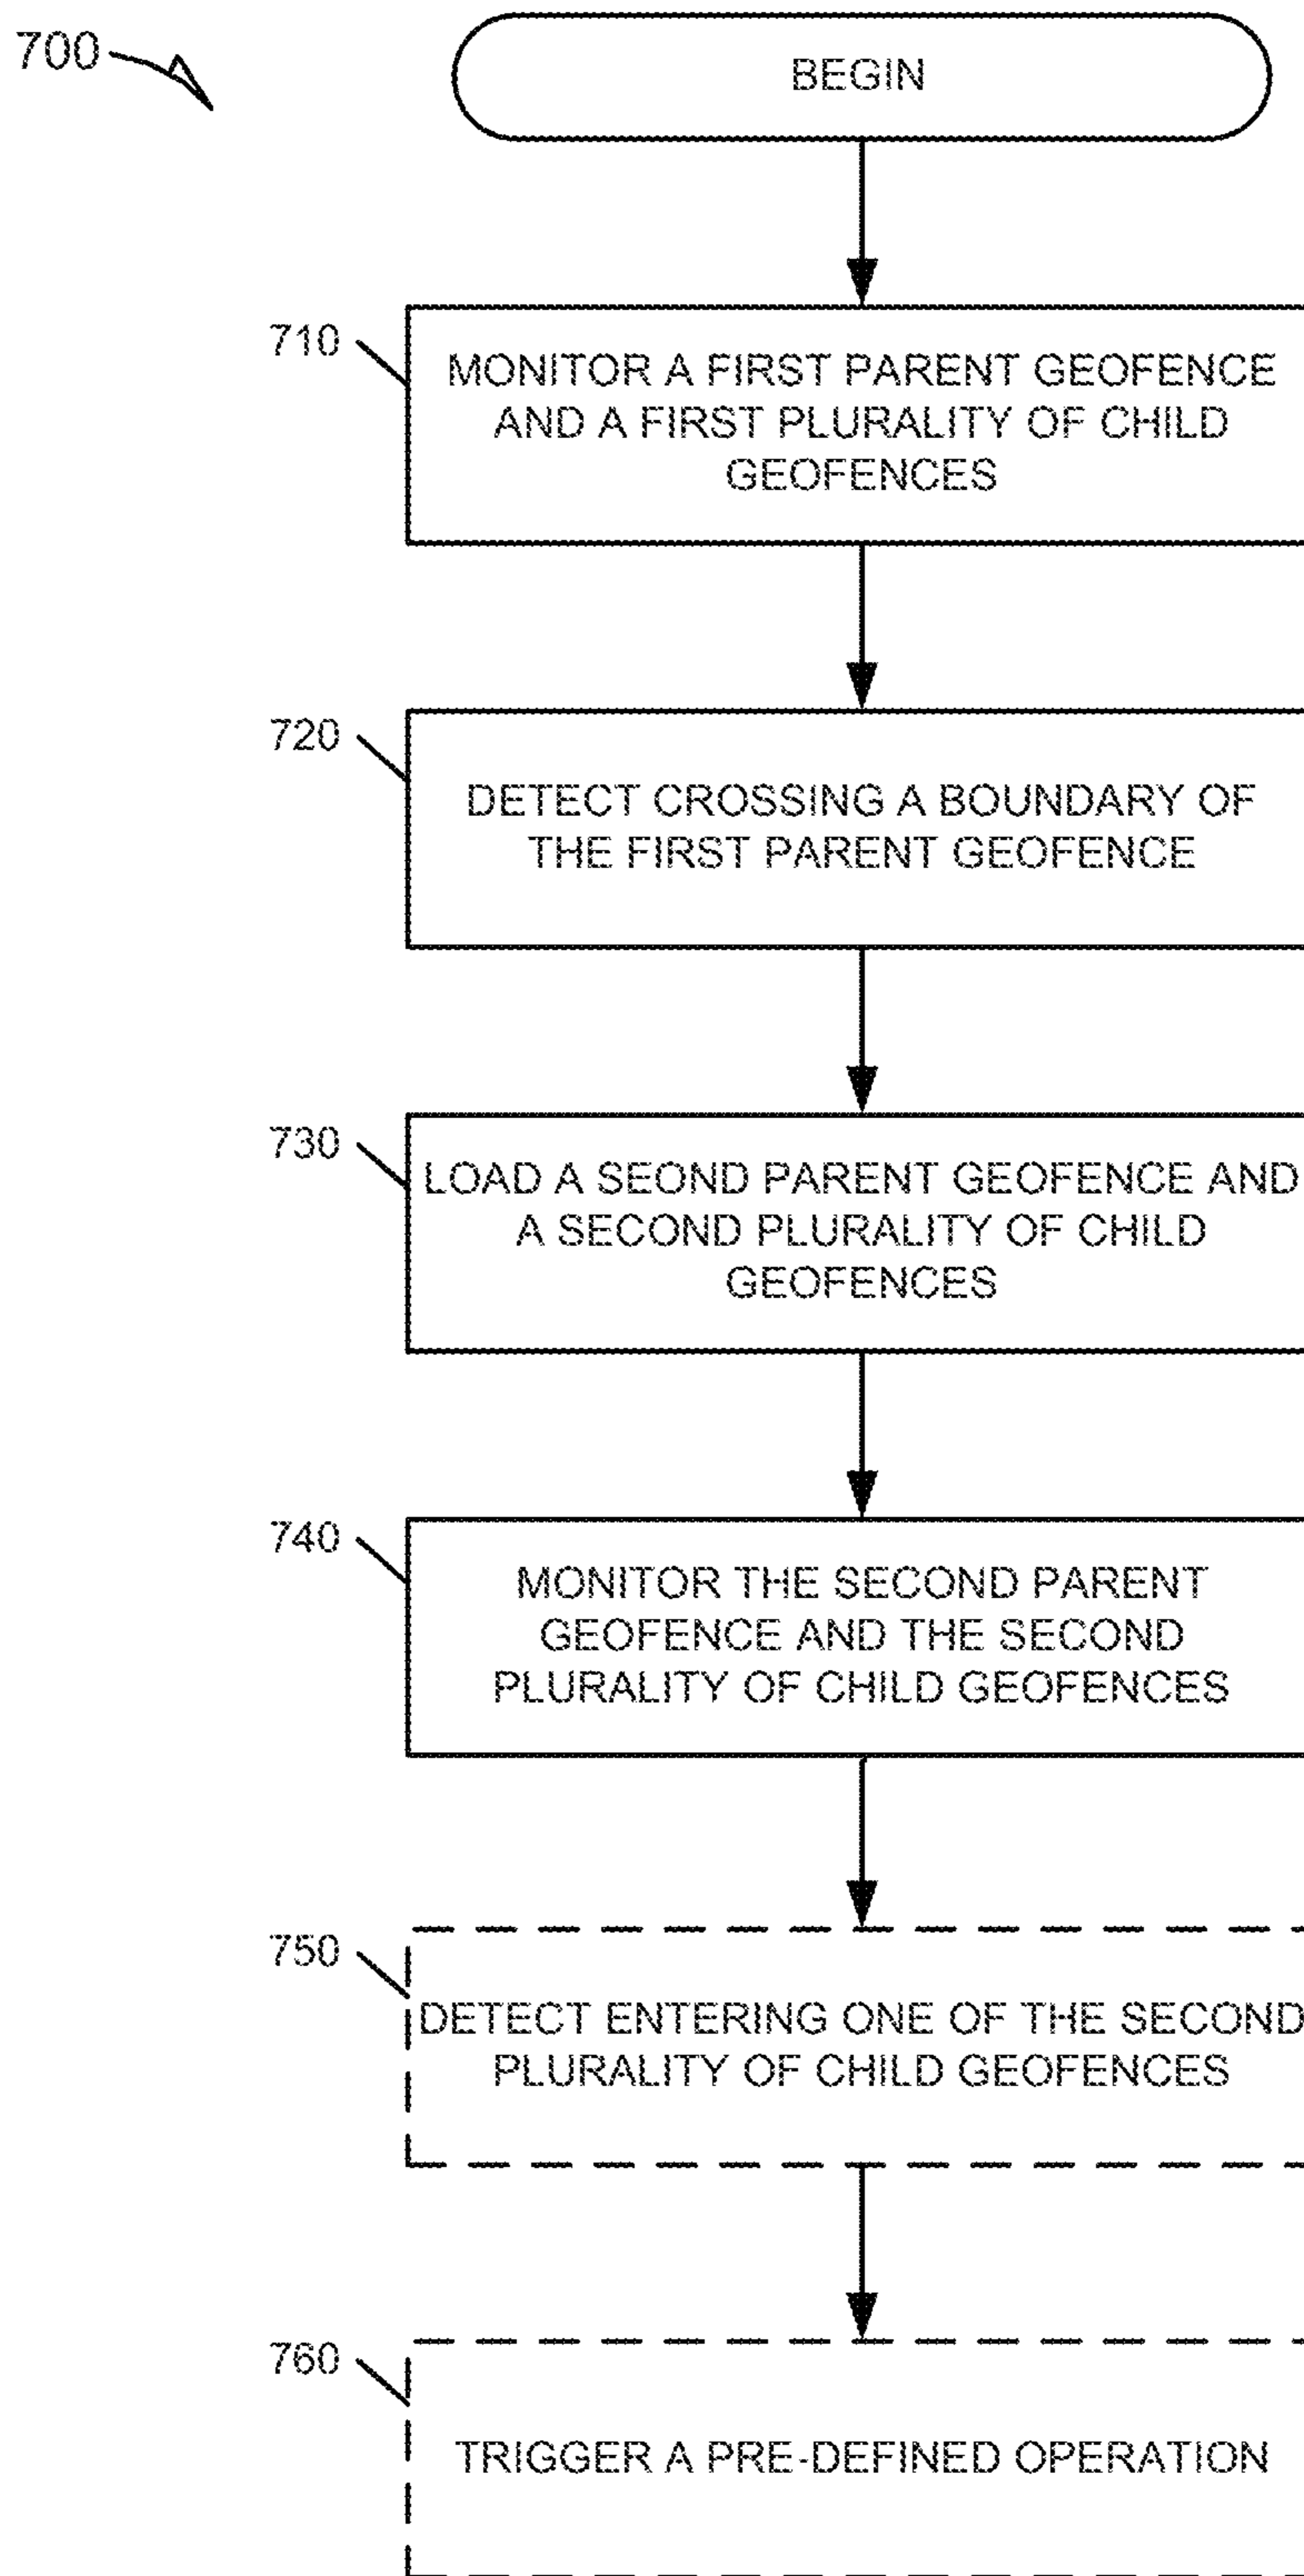 700
BEGIN
710
MONITOR A FIRST PARENT GEOFENCE
AND A FIRST PLURALITY OF CHILD
GEOFENCES
720
DETECT CROSSING A BOUNDARY OF
THE FIRST PARENT GEOFENCE
730
LOAD A SEOND PARENT GEOFENCE AND
A SECOND PLURALITY OF CHILD
GEOFENCES
740
MONITOR THE SECOND PARENT
GEOFENCE AND THE SECOND
PLURALITY OF CHILD GEOFENCES
750
DETECT ENTERING ONE OF THE SECOND
PLURALITY OF CHILD GEOFENCES
760
TRIGGER A PRE-DEFINED OPERATION